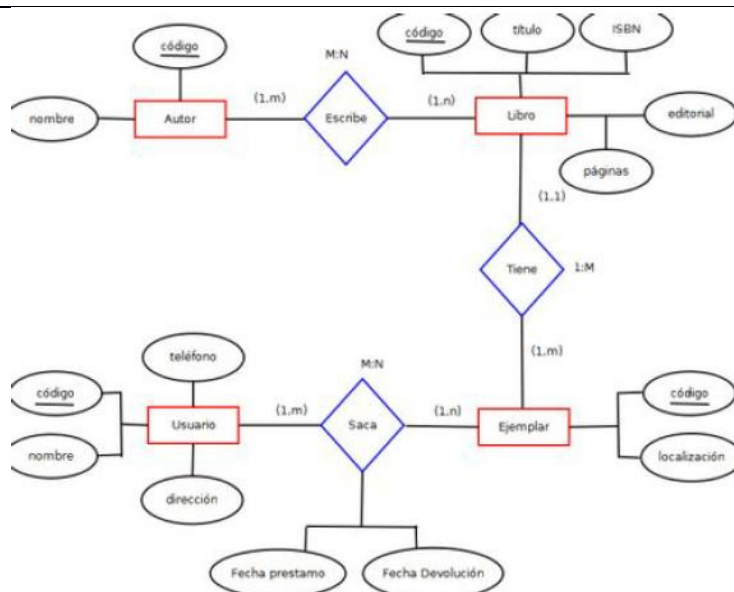 código
nombre
Autor
(1.m)
M:N
Escribe
(1.n)
código
título
ISBN
Libro
editorial
páginas
(1.1)
Tiene
1:M
(1.m)
teléfono
código
nombre
Usuario
dirección
(1.m)
M:N
Saca
(1.n)
Ejemplar
código
localización
Fecha prestamo
Fecha Devolución